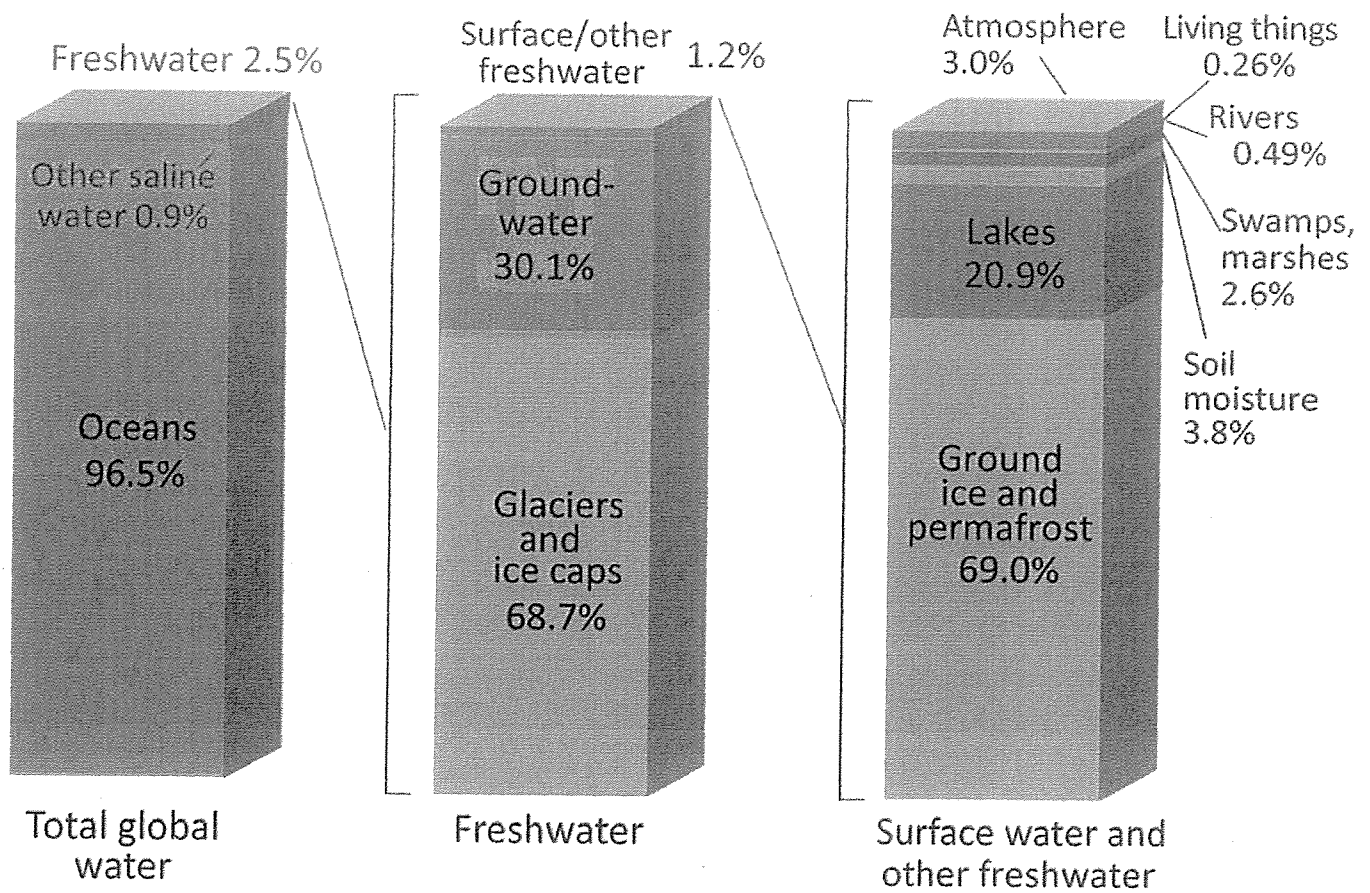 Freshwater 2.5%
Other saline
water 0.9%
Oceans
96.5%
Total global
water
Surface/other
freshwater
1.2%
Ground-
water
30.1%
Glaciers
and
ice caps
68.7%
Freshwater
Atmosphere
3.0%
Living things
0.26%
Rivers
0.49%
Swamps,
marshes
2.6%
Soil
moisture
3.8%
Lakes
20.9%
Ground
ice and
permafrost
69.0%
Surface water and
other freshwater